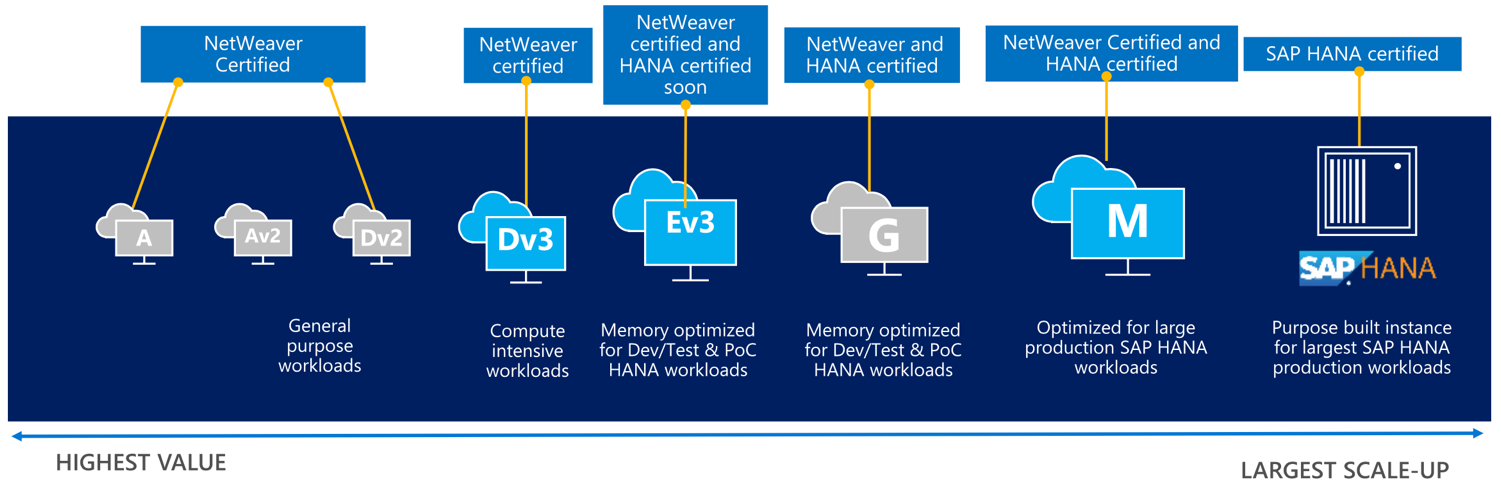 NetWeaver
Certified
NetWeaver
certified
NetWeaver
certified and
HANA certified
soon
NetWeaver and
HANA certified
NetWeaver Certified and
HANA certified
SAP HANA certified
A
Av2
Dv2
Dv3
Ev3
G
M
SAP HANA
General
purpose
workloads
Compute
intensive
workloads
Memory optimized
for Dev/Test & PoC
HANA workloads
Memory optimized
for Dev/Test & PoC
HANA workloads
Optimized for large
production SAP HANA
workloads
Purpose built instance
for largest SAP HANA
production workloads
HIGHEST VALUE
LARGEST SCALE-UP